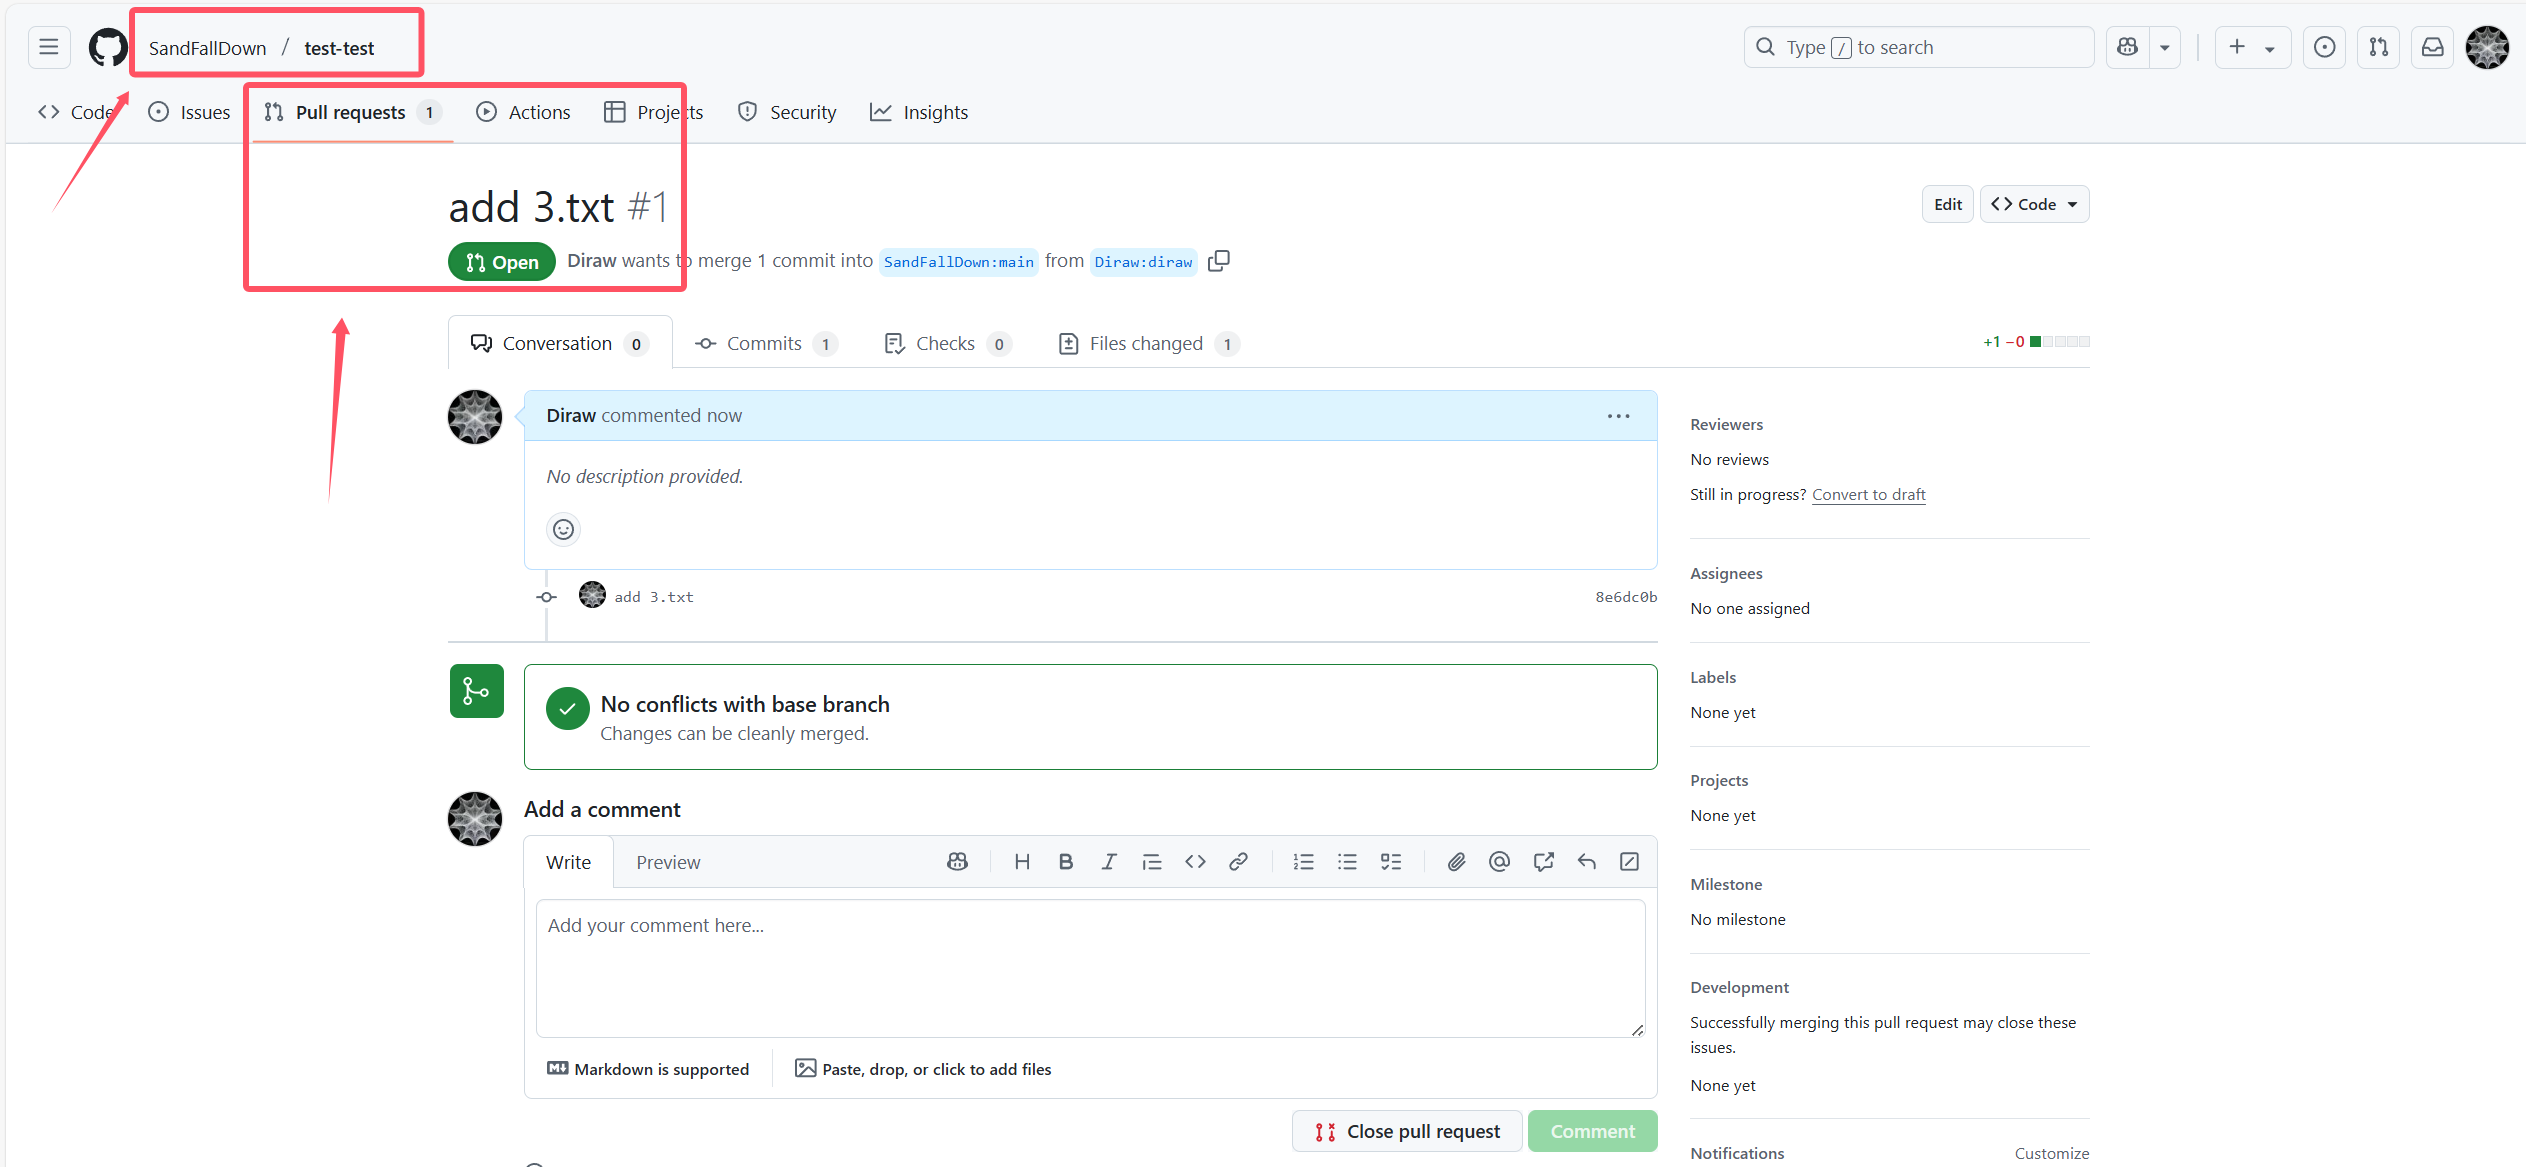 SandFallDown / test-test
Type / to search
Code
Issues
Pull requests 1
Actions
Projects
Security
Insights
add 3.txt #1
Edit
Code
Open
Diraw wants to merge 1 commit into SandFallDown:main from Diraw:diraw
Conversation 0
Commits 1
Checks 0
Files changed 1
+1 −0
Diraw commented now
No description provided.
add 3.txt
8e6dc0b
No conflicts with base branch
Changes can be cleanly merged.
Add a comment
Write
Preview
Add your comment here...
Markdown is supported
Paste, drop, or click to add files
Close pull request
Comment
Reviewers
No reviews
Still in progress? Convert to draft
Assignees
No one assigned
Labels
None yet
Projects
None yet
Milestone
No milestone
Development
Successfully merging this pull request may close these
issues.
None yet
Notifications
Customize